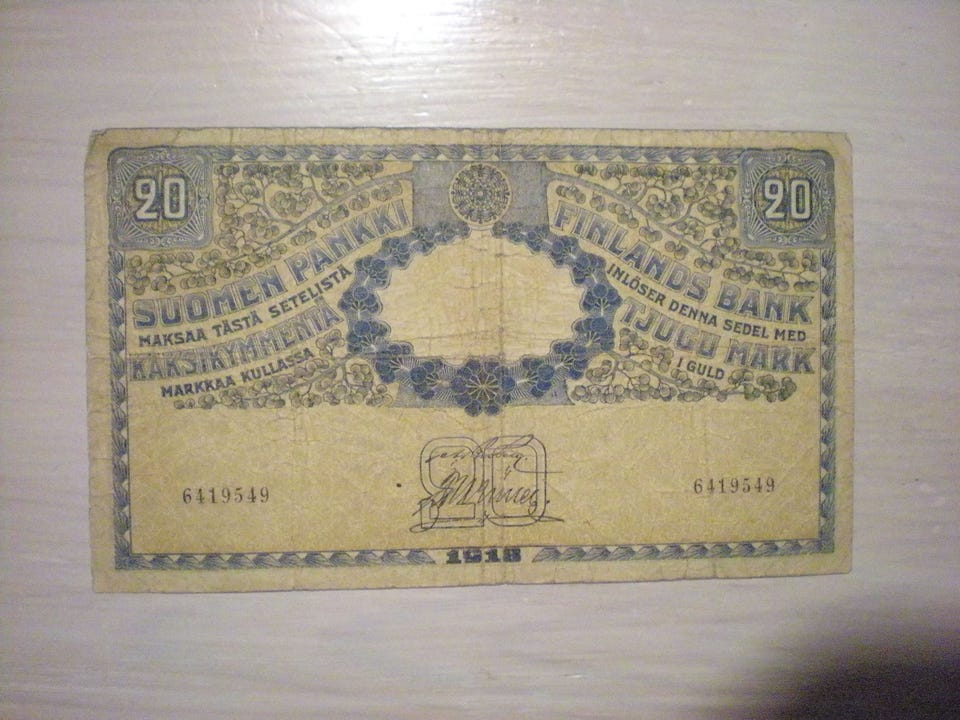 20
20
SUOMEN PANKKI
MAKSAA TÄSTÄ SETELISTÄ
KAKSIKYMMENTÄ
MARKKAA KULLASSA
FINLANDS BANK
INLÖSER DENNA SEDEL MED
TJUGU MARK
I GULD
20
6419549
6419549
1918